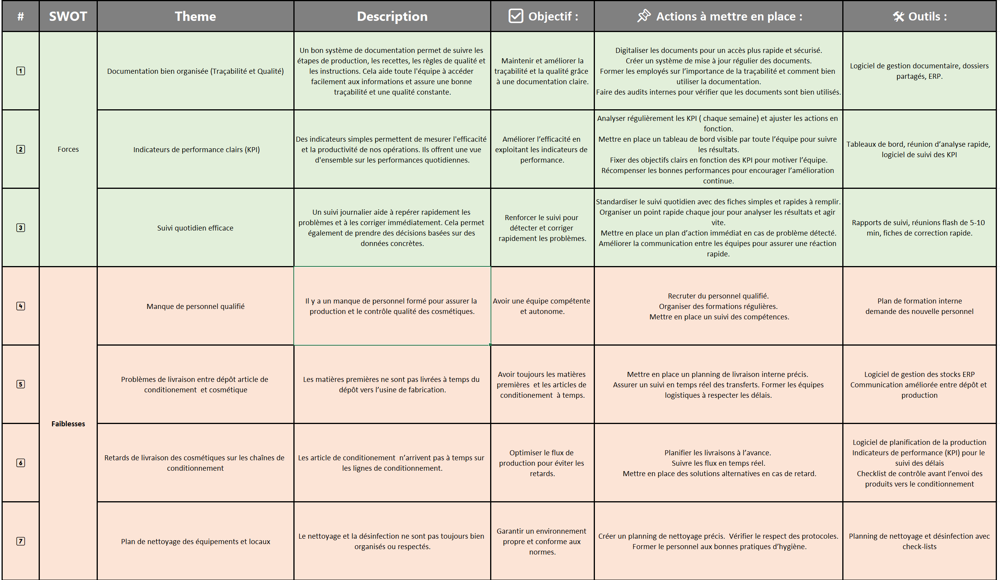 #
SWOT
Theme
Description
Objectif :
Actions à mettre en place :
Outils :
1
Forces
Documentation bien organisée (Traçabilité et Qualité)
Un bon système de documentation permet de suivre les
étapes de production, les recettes, les règles de qualité et
les instructions. Cela aide toute l'équipe à accéder
facilement aux informations et assure une bonne
traçabilité et une qualité constante.
Maintenir et améliorer la
traçabilité et la qualité grâce
à une documentation claire.
Digitaliser les documents pour un accès plus rapide et sécurisé.
Créer un système de mise à jour régulier des documents.
Former les employés sur l’importance de la traçabilité et comment bien
utiliser la documentation.
Faire des audits internes pour vérifier que les documents sont bien utilisés.
Logiciel de gestion documentaire, dossiers
partagés, ERP.
2
Indicateurs de performance clairs (KPI)
Des indicateurs simples permettent de mesurer l'efficacité
et la productivité de nos opérations. Ils offrent une vue
d'ensemble sur les performances quotidiennes.
Améliorer l’efficacité en
exploitant les indicateurs de
performance.
Analyser régulièrement les KPI ( chaque semaine) et ajuster les actions en
fonction.
Mettre en place un tableau de bord visible par toute l’équipe pour suivre
les résultats.
Fixer des objectifs clairs en fonction des KPI pour motiver l’équipe.
Récompenser les bonnes performances pour encourager l’amélioration
continue.
Tableaux de bord, réunion d’analyse rapide,
logiciel de suivi des KPI
3
Suivi quotidien efficace
Un suivi journalier aide à repérer rapidement les
problèmes et à les corriger immédiatement. Cela permet
également de prendre des décisions basées sur des
données concrètes.
Renforcer le suivi pour
détecter et corriger
rapidement les problèmes.
Standardiser le suivi quotidien avec des fiches simples et rapides à remplir.
Organiser un point rapide chaque jour pour analyser les résultats et agir
vite.
Mettre en place un plan d’action immédiat en cas de problème détecté.
Améliorer la communication entre les équipes pour assurer une réaction
rapide.
Rapports de suivi, réunions flash de 5-10
min, fiches de correction rapide.
4
Faiblesses
Manque de personnel qualifié
Il y a un manque de personnel formé pour assurer la
production et le contrôle qualité des cosmétiques.
Avoir une équipe compétente
et autonome.
Recruter du personnel qualifié.
Organiser des formations régulières.
Mettre en place un suivi des compétences.
Plan de formation interne
demande des nouvelle personnel
5
Problèmes de livraison entre dépôt article de
conditionement  et cosmétique
Les matières premières ne sont pas livrées à temps du
dépôt vers l’usine de fabrication.
Avoir toujours les matières
premières  et les articles de
conditionement  à temps.
Mettre en place un planning de livraison interne précis.
Assurer un suivi en temps réel des transferts. Former les équipes
logistiques à respecter les délais.
Logiciel de gestion des stocks ERP
Communication améliorée entre dépôt et
production
6
Retards de livraison des cosmétiques sur les chaînes de
conditionnement
Les article de conditionement  n’arrivent pas à temps sur
les lignes de conditionnement.
Optimiser le flux de
production pour éviter les
retards.
Planifier les livraisons à l’avance.
Suivre les flux en temps réel.
Mettre en place des solutions alternatives en cas de retard.
Logiciel de planification de la production
Indicateurs de performance (KPI) pour le
suivi des délais
Checklist de contrôle avant l’envoi des
produits vers le conditionnement
7
Plan de nettoyage des équipements et locaux
Le nettoyage et la désinfection ne sont pas toujours bien
organisés ou respectés.
Garantir un environnement
propre et conforme aux
normes.
Créer un planning de nettoyage précis.  Vérifier le respect des protocoles.
Former le personnel aux bonnes pratiques d’hygiène.
Planning de nettoyage et désinfection avec
check-lists